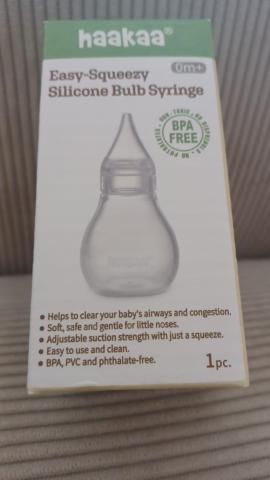 haakaa®
Easy-Squeezy
0m+
Silicone Bulb Syringe
BPA
FREE
haakaa
• Helps to clear your baby's airways and congestion.
• Soft, safe and gentle for little noses.
• Adjustable suction strength with just a squeeze.
• Easy to use and clean.
• BPA, PVC and phthalate-free.
1pc.